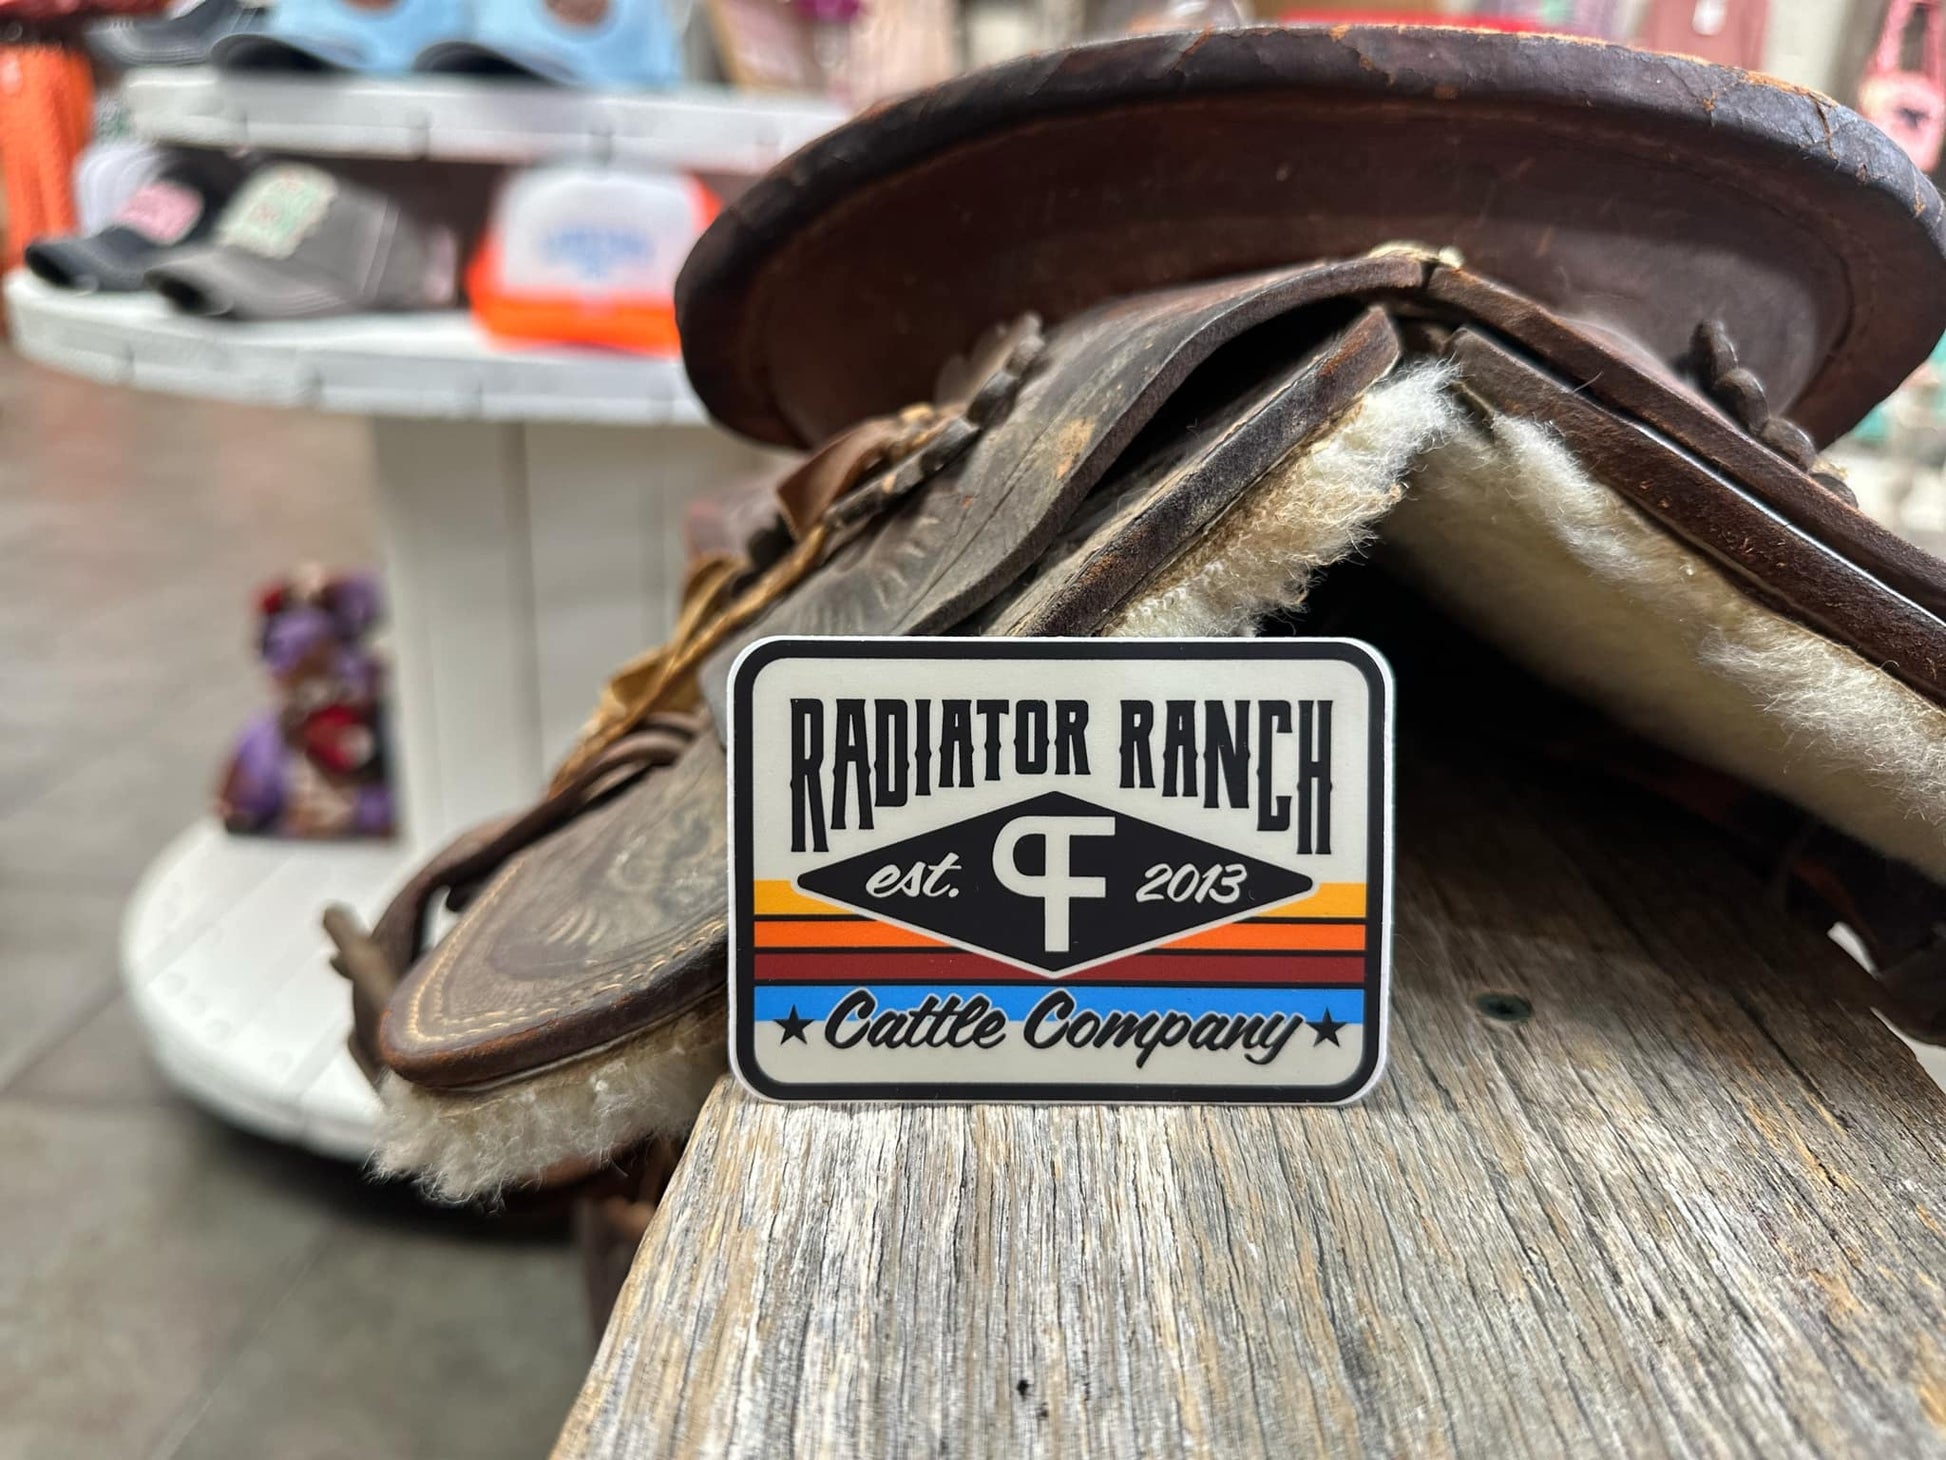 RADIATOR RANCH
est. 2013
Cattle Company